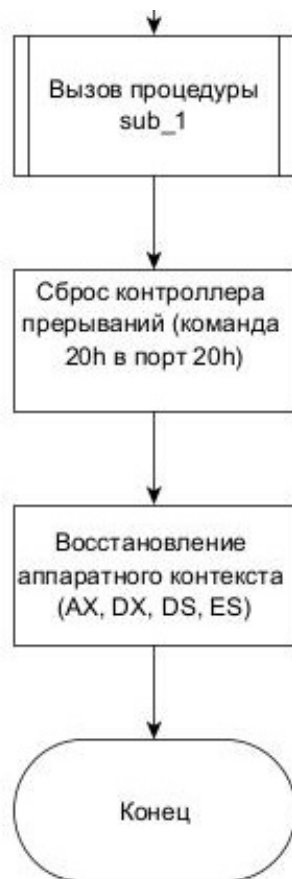 Вызов процедуры
sub_1
Сброс контроллера
прерываний (команда
20h в порт 20h)
Восстановление
аппаратного контекста
(AX, DX, DS, ES)
Конец